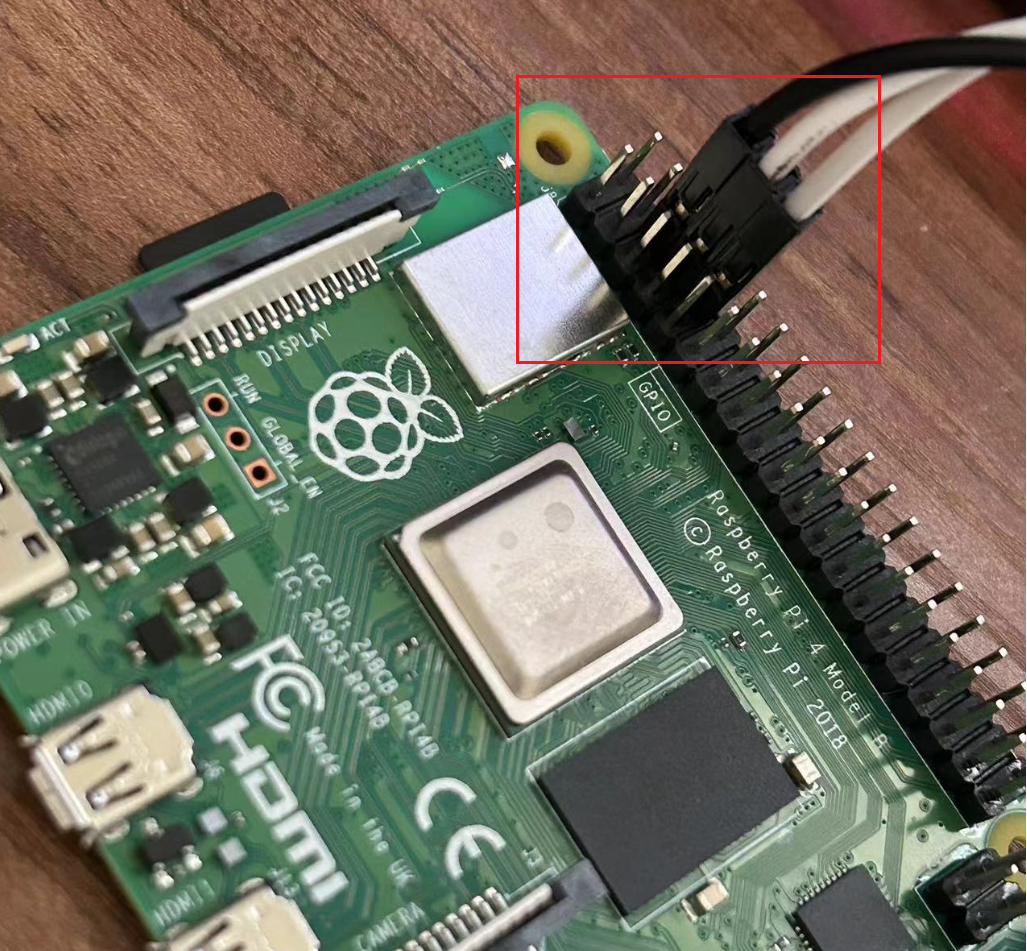 ACT
DISPLAY
RUN
GLOBAL_EN
J2
GPIO
Raspberry Pi 4 Model B
© Raspberry Pi 2018
POWER IN
FCC ID: 2ABCB-RPI4B
IC: 20953-RPI4B
FC
HDMI0
HDMI
Made in the UK
CE
HDMI1
CAMERA